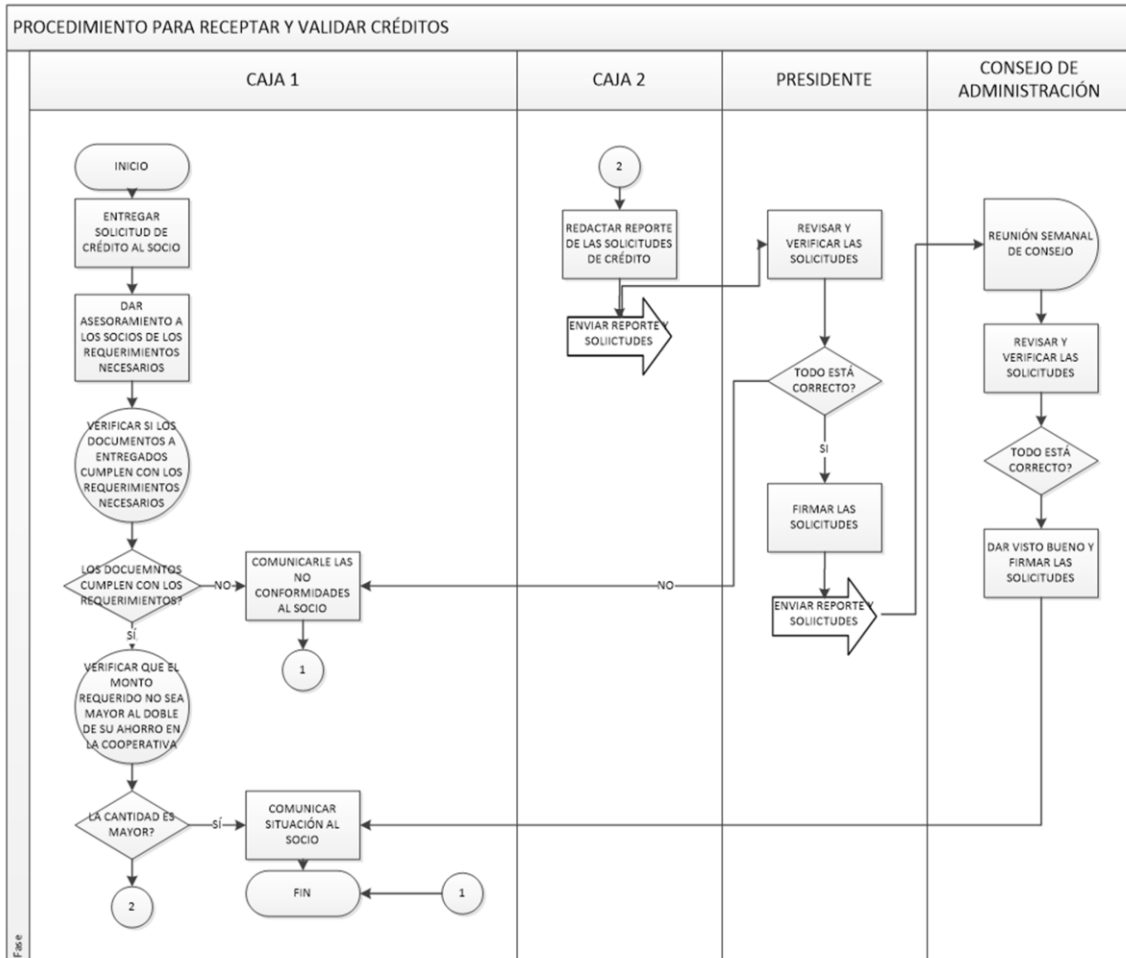 PROCEDIMIENTO PARA RECEPTAR Y VALIDAR CRÉDITOS
CAJA 1
CAJA 2
PRESIDENTE
CONSEJO DE
ADMINISTRACIÓN
INICIO
ENTREGAR
SOLICITUD DE
CRÉDITO AL SOCIO
DAR
ASESORAMIENTO A
LOS SOCIOS DE LOS
REQUERIMIENTOS
NECESARIOS
VERIFICAR SI LOS
DOCUMENTOS A
ENTREGADOS
CUMPLEN CON LOS
REQUERIMIENTOS
NECESARIOS
LOS DOCUEMNTOS
CUMPLEN CON LOS
REQUERIMIENTOS?
NO
COMUNICARLE LAS
NO
CONFORMIDADES
AL SOCIO
1
SÍ
VERIFICAR QUE EL
MONTO
REQUERIDO NO SEA
MAYOR AL DOBLE
DE SU AHORRO EN
LA COOPERATIVA
LA CANTIDAD ES
MAYOR?
SÍ
COMUNICAR
SITUACIÓN AL
SOCIO
FIN
1
2
2
REDACTAR REPORTE
DE LAS SOLICITUDES
DE CRÉDITO
ENVIAR REPORTE Y
SOLIICTUDES
REVISAR Y
VERIFICAR LAS
SOLICITUDES
TODO ESTÁ
CORRECTO?
NO
SI
FIRMAR LAS
SOLICITUDES
ENVIAR REPORTE Y
SOLIICTUDES
REUNIÓN SEMANAL
DE CONSEJO
REVISAR Y
VERIFICAR LAS
SOLICITUDES
TODO ESTÁ
CORRECTO?
DAR VISTO BUENO Y
FIRMAR LAS
SOLICITUDES
Fase